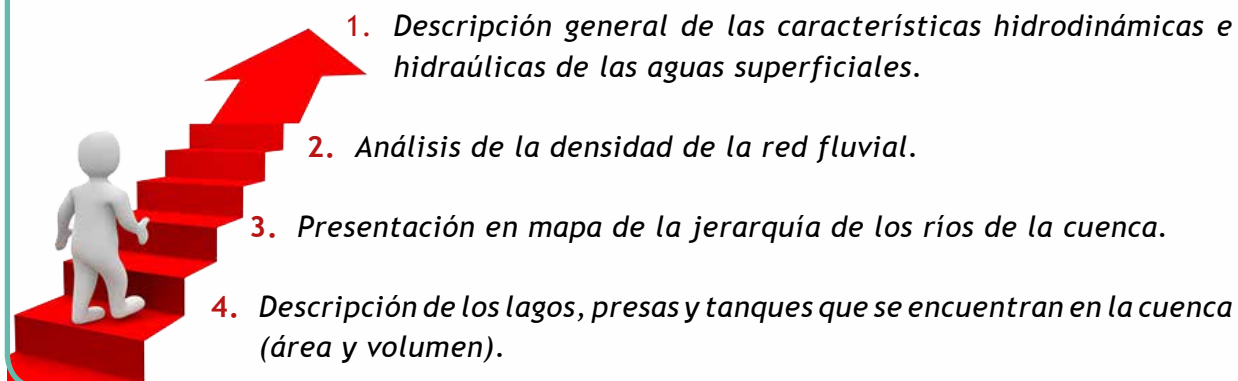 1. Descripción general de las características hidrodinámicas e
hidraúlicas de las aguas superficiales.
2. Análisis de la densidad de la red fluvial.
3. Presentación en mapa de la jerarquía de los ríos de la cuenca.
4. Descripción de los lagos, presas y tanques que se encuentran en la cuenca
(área y volumen).